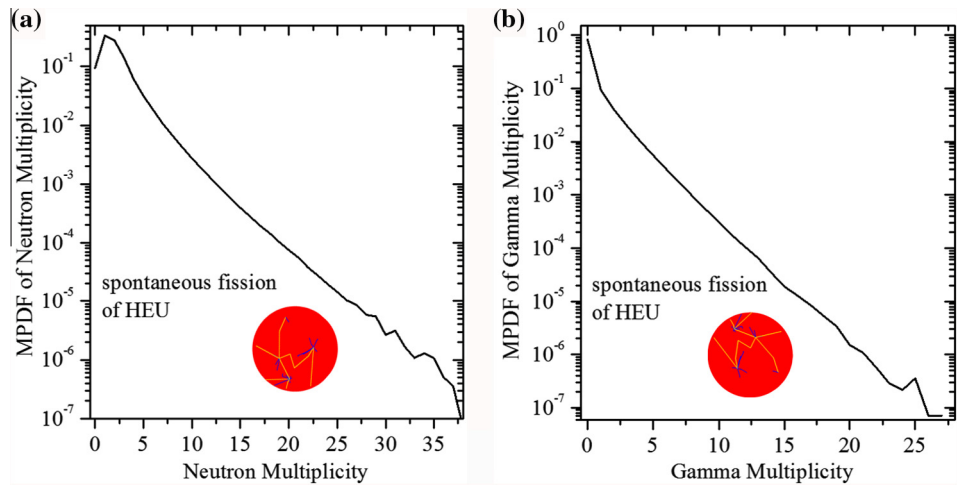 (a)
MPDF of Neutron Multiplicity
10^-1
10^-2
10^-3
10^-4
10^-5
10^-6
10^-7
spontaneous fission
of HEU
0 5 10 15 20 25 30 35
Neutron Multiplicity
(b)
MPDF of Gamma Multiplicity
10^0
10^-1
10^-2
10^-3
10^-4
10^-5
10^-6
10^-7
spontaneous fission
of HEU
0 5 10 15 20 25
Gamma Multiplicity